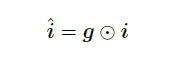 î = g ⊙ i